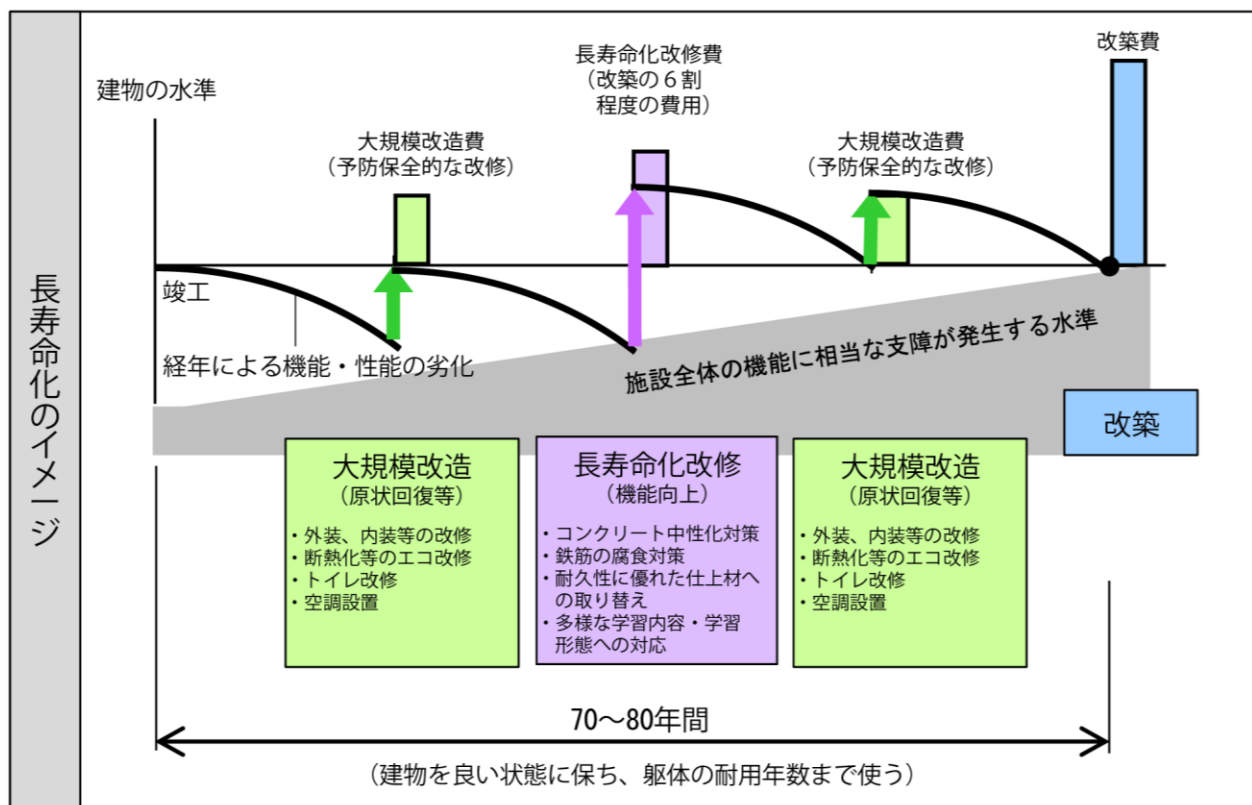 長寿命化のイメージ
建物の水準
長寿命化改修費
（改築の６割
程度の費用）
改築費
大規模改造費
（予防保全的な改修）
大規模改造費
（予防保全的な改修）
竣工
経年による機能・性能の劣化
施設全体の機能に相当な支障が発生する水準
改築
大規模改造
（原状回復等）
・外装、内装等の改修
・断熱化等のエコ改修
・トイレ改修
・空調設置
長寿命化改修
（機能向上）
・コンクリート中性化対策
・鉄筋の腐食対策
・耐久性に優れた仕上材へ
の取り替え
・多様な学習内容・学習
形態への対応
大規模改造
（原状回復等）
・外装、内装等の改修
・断熱化等のエコ改修
・トイレ改修
・空調設置
70～80年間
（建物を良い状態に保ち、躯体の耐用年数まで使う）